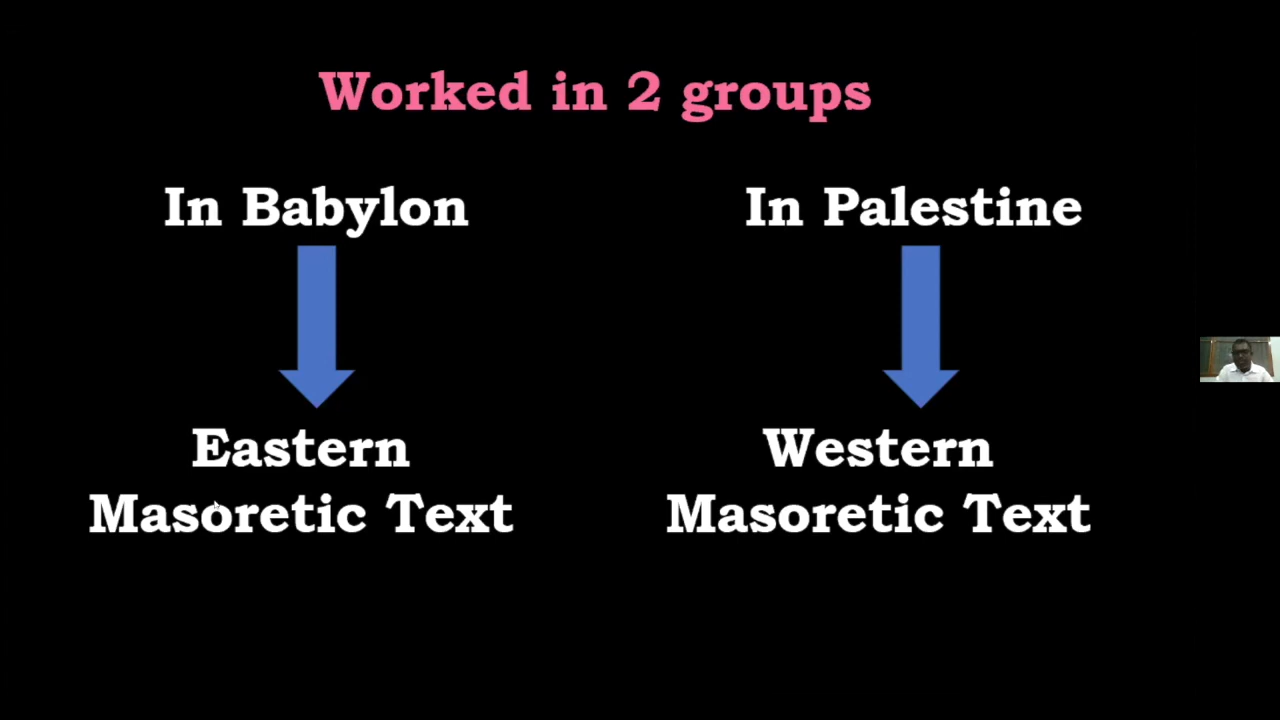 Worked in 2 groups
In Babylon
In Palestine
Eastern
Masoretic Text
Western
Masoretic Text